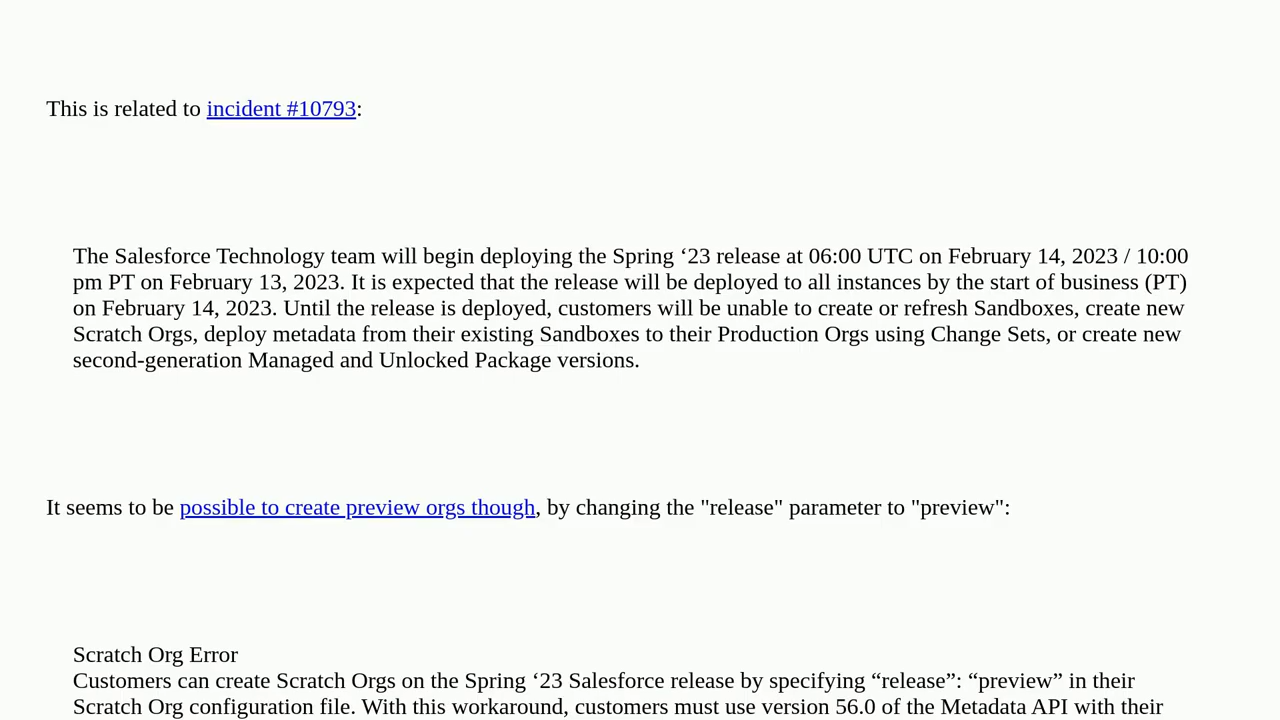 This is related to incident #10793:
The Salesforce Technology team will begin deploying the Spring ‘23 release at 06:00 UTC on February 14, 2023 / 10:00
pm PT on February 13, 2023. It is expected that the release will be deployed to all instances by the start of business (PT)
on February 14, 2023. Until the release is deployed, customers will be unable to create or refresh Sandboxes, create new
Scratch Orgs, deploy metadata from their existing Sandboxes to their Production Orgs using Change Sets, or create new
second-generation Managed and Unlocked Package versions.
It seems to be possible to create preview orgs though, by changing the "release" parameter to "preview":
Scratch Org Error
Customers can create Scratch Orgs on the Spring ‘23 Salesforce release by specifying “release”: “preview” in their
Scratch Org configuration file. With this workaround, customers must use version 56.0 of the Metadata API with their